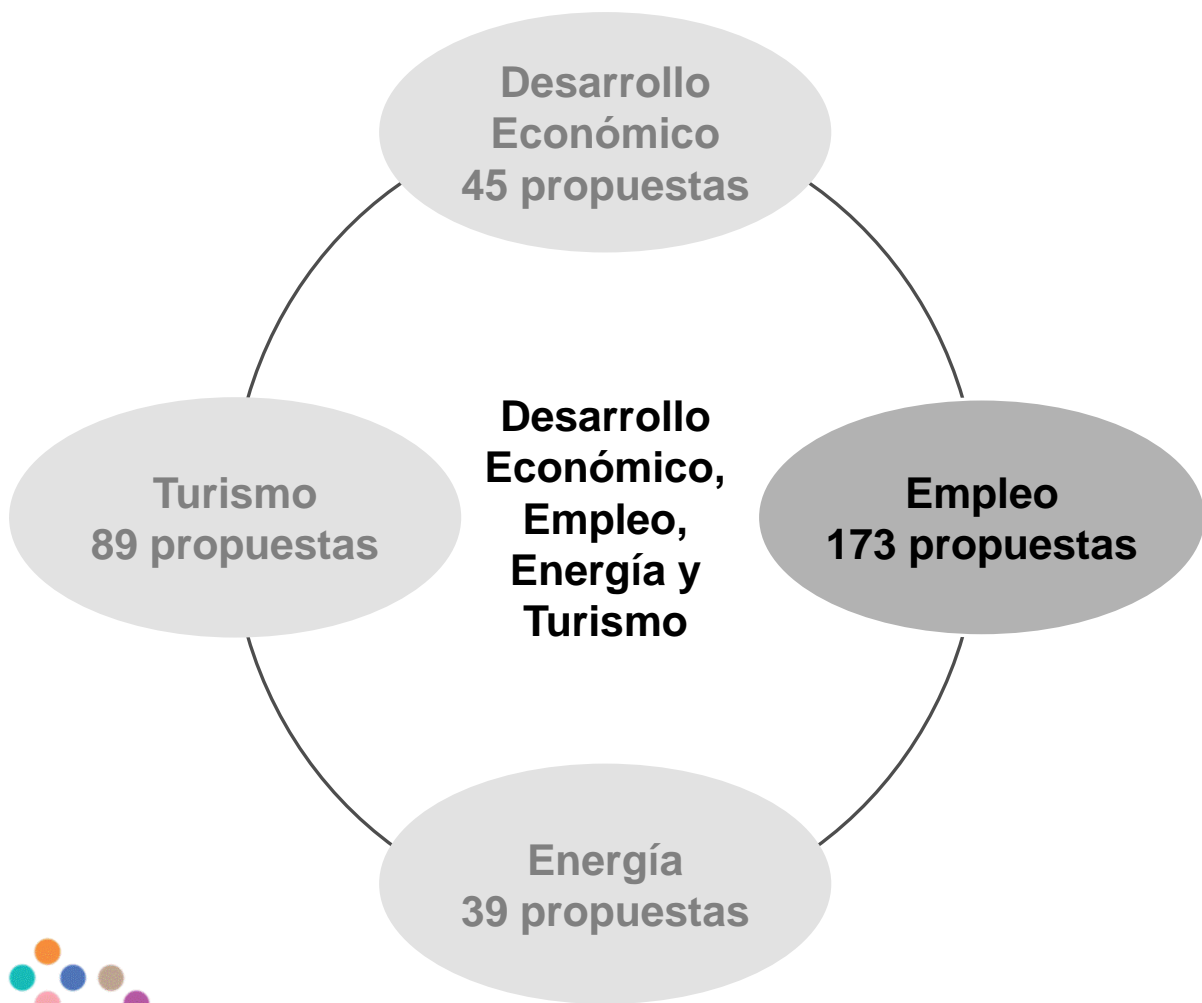 Desarrollo
Económico
45 propuestas
Turismo
89 propuestas
Desarrollo
Económico,
Empleo,
Energía y
Turismo
Empleo
173 propuestas
Energía
39 propuestas